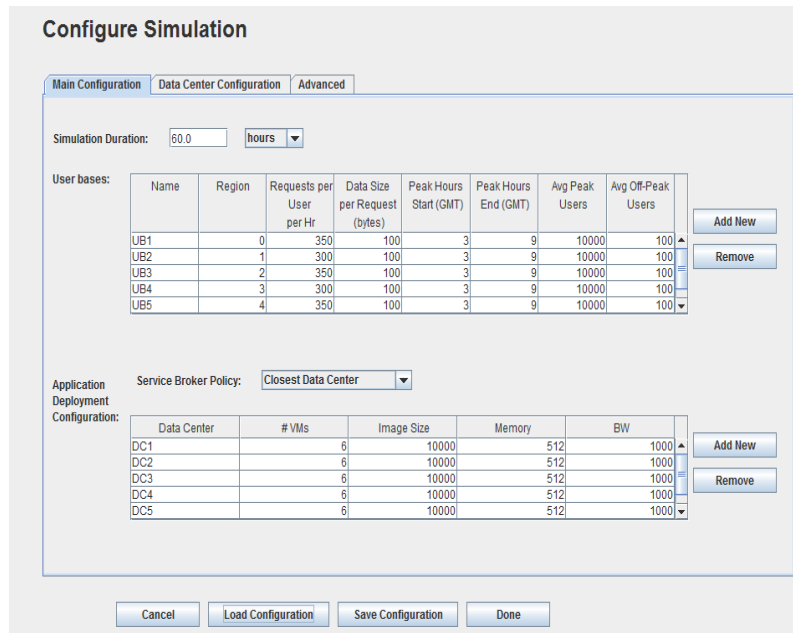 Configure Simulation
Main Configuration Data Center Configuration Advanced
Simulation Duration: 60.0 hours
User bases:
Name Region Requests per User per Hr Data Size per Request (bytes) Peak Hours Start (GMT) Peak Hours End (GMT) Avg Peak Users Avg Off-Peak Users
UB1 0 350 100 3 9 10000 100
UB2 1 300 100 3 9 10000 100
UB3 2 350 100 3 9 10000 100
UB4 3 300 100 3 9 10000 100
UB5 4 350 100 3 9 10000 100
Add New
Remove
Application Deployment Configuration:
Service Broker Policy: Closest Data Center
Data Center # VMs Image Size Memory BW
DC1 6 10000 512 1000
DC2 6 10000 512 1000
DC3 6 10000 512 1000
DC4 6 10000 512 1000
DC5 6 10000 512 1000
Add New
Remove
Cancel Load Configuration Save Configuration Done